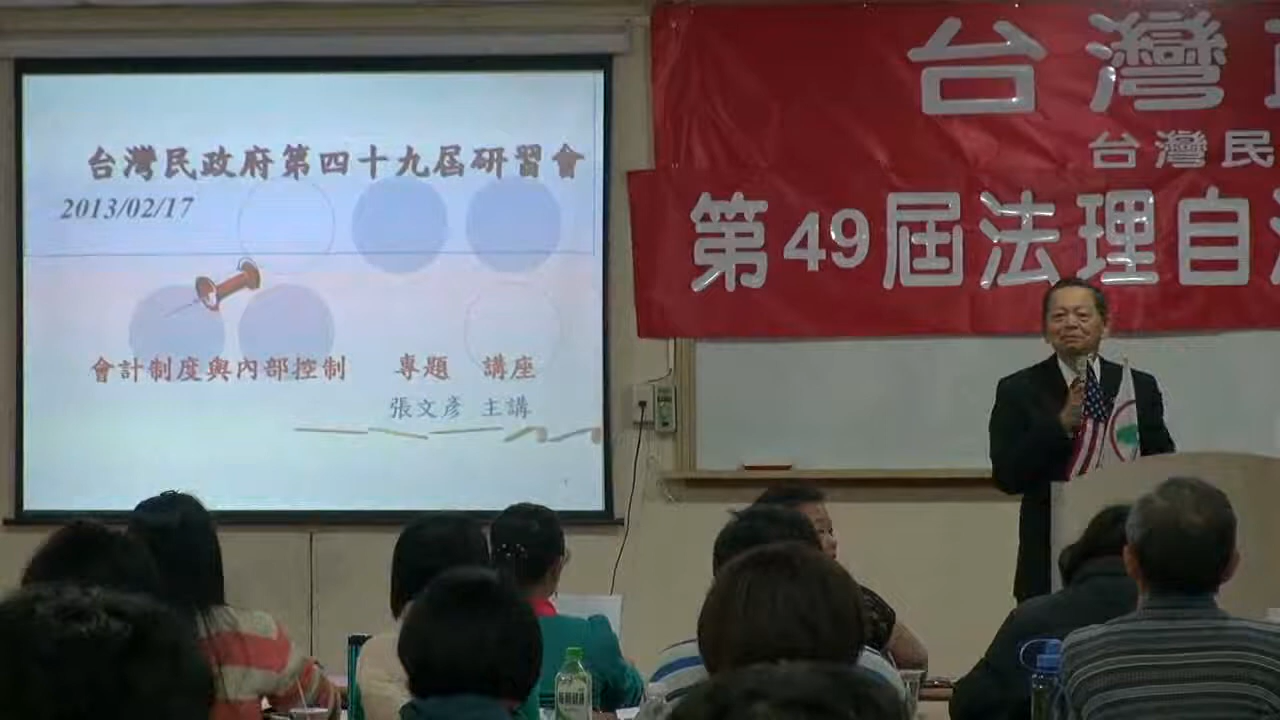 台灣民政府第四十九屆研習會
2013/02/17
會計制度與內部控制 專題 講座
張文彥 主講
台灣
台灣民
第49屆法理自